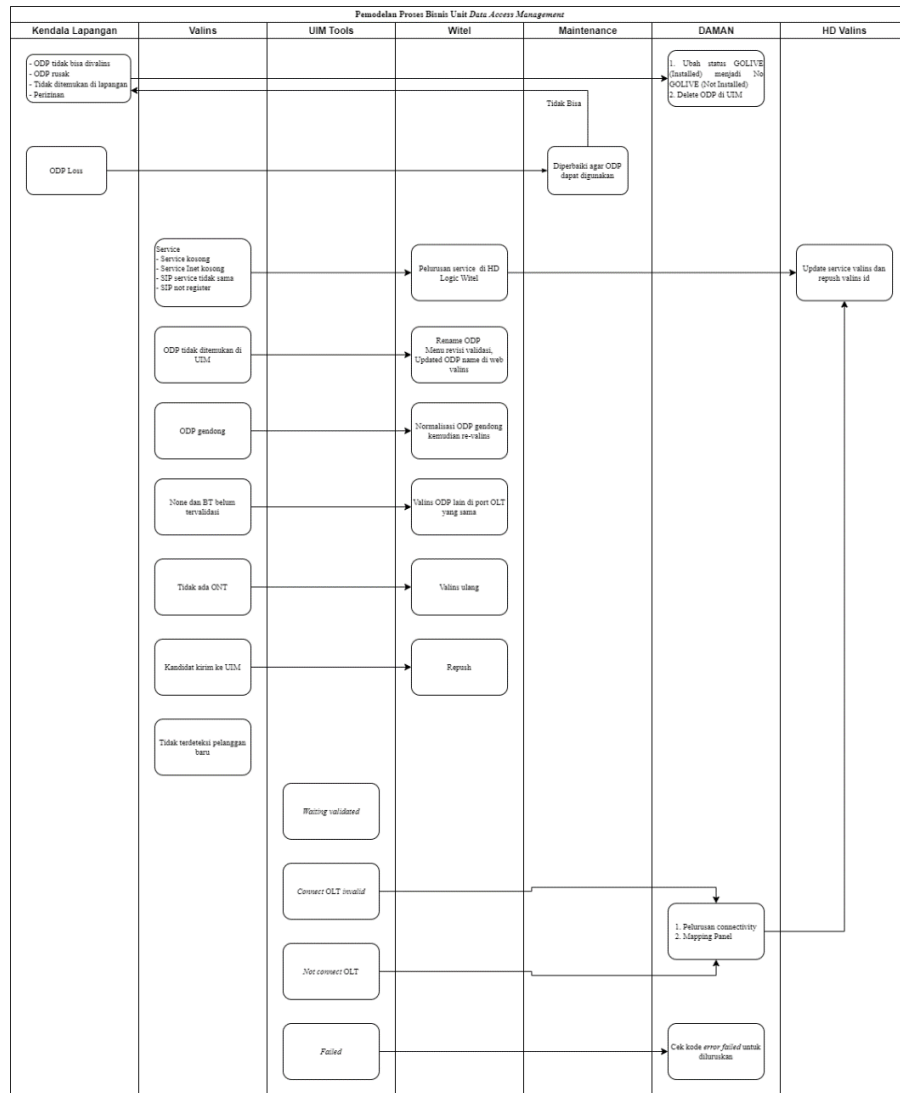 Pemodelan Proses Bisnis Unit Data Access Management
Kendala Lapangan
Valins
UIM Tools
Witel
Maintenance
DAMAN
HD Valins
- ODP tidak bisa divalins
- ODP rusak
- Tidak ditemukan di lapangan
- Perizinan
1. Ubah status GOLIVE
(Installed) menjadi No
GOLIVE (Not Installed)
2. Delete ODP di UIM
Tidak Bisa
ODP Loss
Diperbaiki agar ODP
dapat digunakan
Service
- Service kosong
- Service Inet kosong
- SIP service tidak sama
- SIP not register
Pelurusan service di HD
Logic Witel
Update service valins dan
repush valins id
ODP tidak ditemukan di
UIM
Rename ODP
Menu revisi validasi,
Updated ODP name di web
valins
ODP gendong
Normalisasi ODP gendong
kemudian re-valins
None dan BT belum
tervalidasi
Valins ODP lain di port OLT
yang sama
Tidak ada ONT
Valins ulang
Kandidat kirim ke UIM
Repush
Tidak terdeteksi pelanggan
baru
Waiting validated
Connect OLT invalid
1. Pelurusan connectivity
2. Mapping Panel
Not connect OLT
Failed
Cek kode error failed untuk
diluruskan